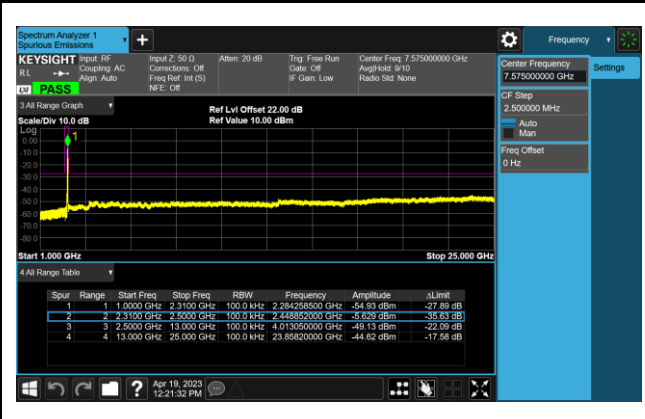 Spectrum Analyzer 1
Spurious Emissions
Frequency
KEYSIGHT
RL
LXI PASS
Input: RF
Coupling: AC
Align: Auto
Input Z: 50 Ω
Corrections: Off
Freq Ref: Int (S)
NFE: Off
Atten: 20 dB
Trig: Free Run
Gate: Off
IF Gain: Low
Center Freq: 7.575000000 GHz
Avg|Hold: 9/10
Radio Std: None
3 All Range Graph
Scale/Div 10.0 dB
Ref Lvl Offset 22.00 dB
Ref Value 10.00 dBm
Log
1
0.00
-10.0
-20.0
-30.0
-40.0
-50.0
-60.0
-70.0
-80.0
Start 1.000 GHz
Stop 25.000 GHz
4 All Range Table
Spur Range Start Freq Stop Freq RBW Frequency Amplitude ΔLimit
1 1 1.0000 GHz 2.3100 GHz 100.0 kHz 2.284258500 GHz -54.93 dBm -27.89 dB
2 2 2.3100 GHz 2.5000 GHz 100.0 kHz 2.448852000 GHz -5.629 dBm -35.63 dB
3 3 2.5000 GHz 13.000 GHz 100.0 kHz 4.013050000 GHz -49.13 dBm -22.09 dB
4 4 13.000 GHz 25.000 GHz 100.0 kHz 23.85820000 GHz -44.62 dBm -17.58 dB
Center Frequency
7.575000000 GHz
Settings
CF Step
2.500000 MHz
Auto
Man
Freq Offset
0 Hz
?
Apr 19, 2023
12:21:32 PM